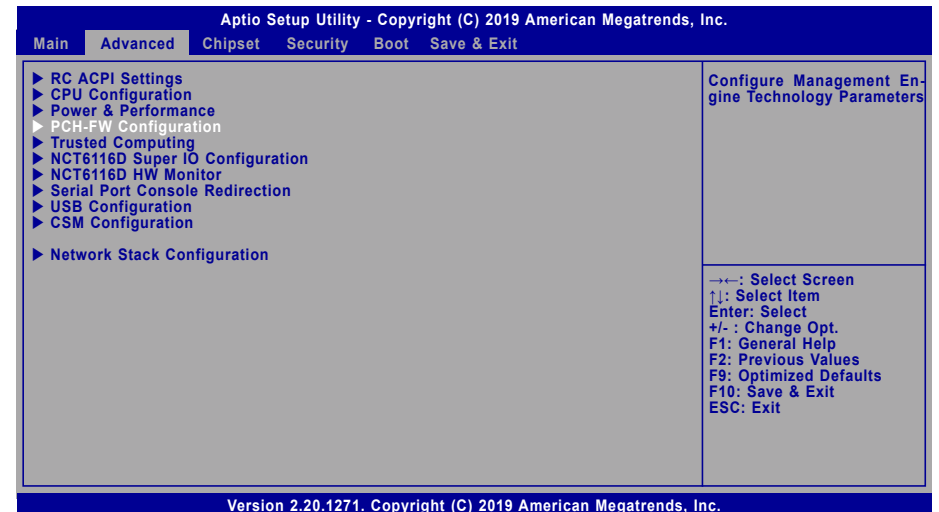 Aptio Setup Utility - Copyright (C) 2019 American Megatrends, Inc.
Main Advanced Chipset Security Boot Save & Exit
▶ RC ACPI Settings
▶ CPU Configuration
▶ Power & Performance
▶ PCH-FW Configuration
▶ Trusted Computing
▶ NCT6116D Super IO Configuration
▶ NCT6116D HW Monitor
▶ Serial Port Console Redirection
▶ USB Configuration
▶ CSM Configuration
▶ Network Stack Configuration
Configure Management En-
gine Technology Parameters
→←: Select Screen
↑↓: Select Item
Enter: Select
+/- : Change Opt.
F1: General Help
F2: Previous Values
F9: Optimized Defaults
F10: Save & Exit
ESC: Exit
Version 2.20.1271. Copyright (C) 2019 American Megatrends, Inc.